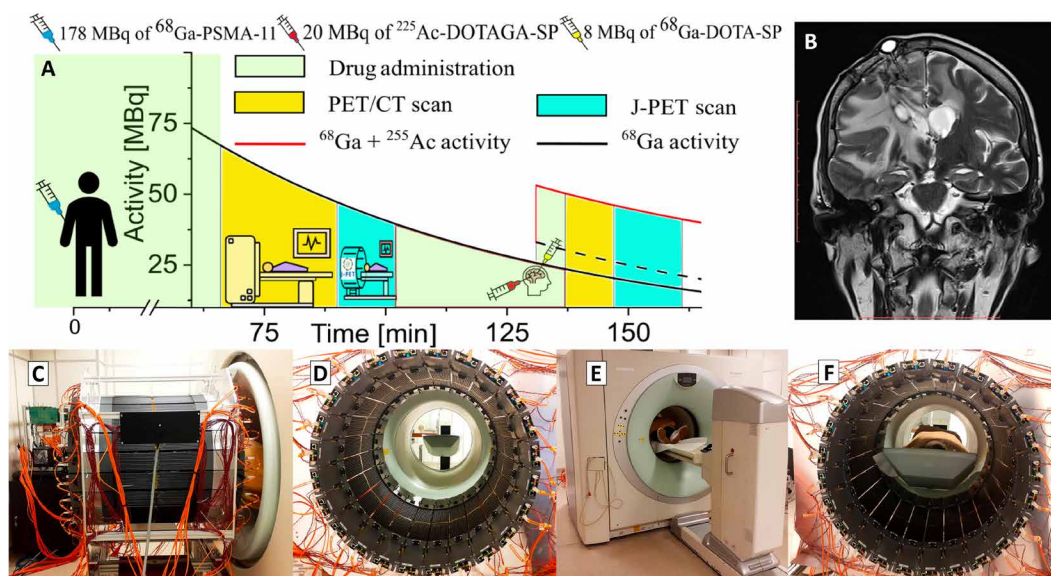 178 MBq of ⁶⁸Ga-PSMA-11 20 MBq of ²²⁵Ac-DOTAGA-SP 8 MBq of ⁶⁸Ga-DOTA-SP
A
B
Drug administration
PET/CT scan
J-PET scan
⁶⁸Ga + ²⁵⁵Ac activity
⁶⁸Ga activity
Activity [MBq]
75
50
25
J-PET
0
75
Time [min]
125
150
C
D
E
F